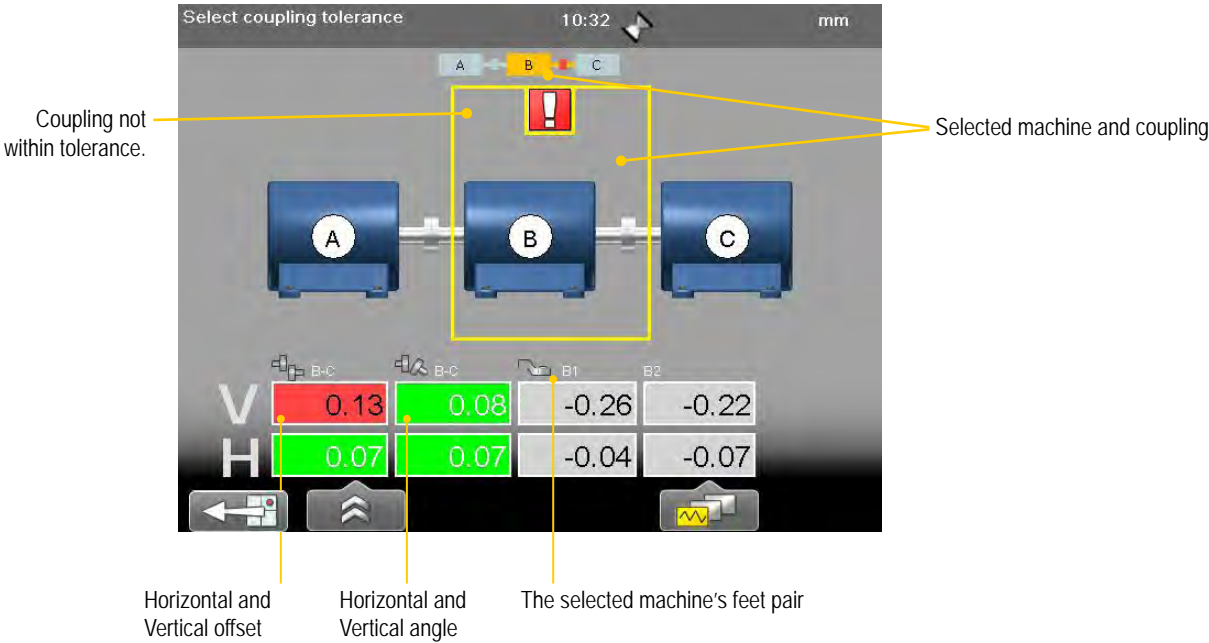 Select coupling tolerance 10:32 mm
A B C
Coupling not
within tolerance.
Selected machine and coupling
A B C
B-C B-C B1 B2
V 0.13 0.08 -0.26 -0.22
H 0.07 0.07 -0.04 -0.07
Horizontal and
Vertical offset
Horizontal and
Vertical angle
The selected machine's feet pair